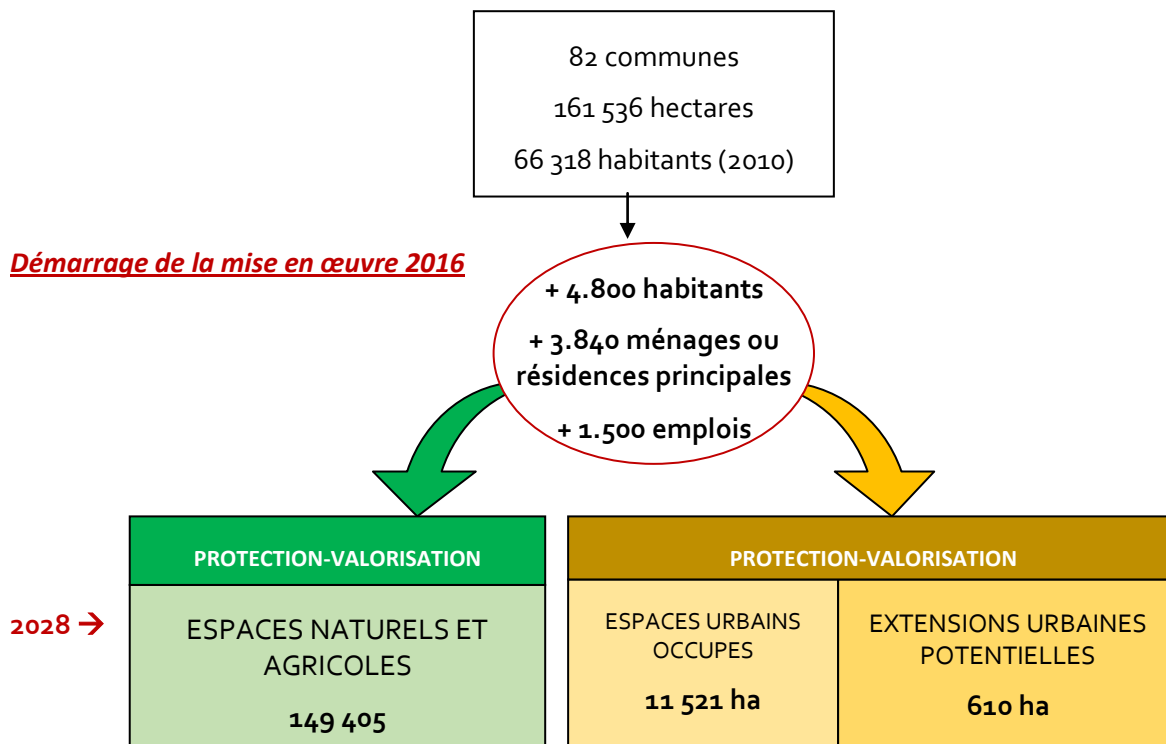 82 communes
161 536 hectares
66 318 habitants (2010)
Démarrage de la mise en œuvre 2016
+ 4.800 habitants
+ 3.840 ménages ou
résidences principales
+ 1.500 emplois
PROTECTION-VALORISATION
PROTECTION-VALORISATION
2028 →
ESPACES NATURELS ET
AGRICOLES
149 405
ESPACES URBAINS
OCCUPES
11 521 ha
EXTENSIONS URBAINES
POTENTIELLES
610 ha